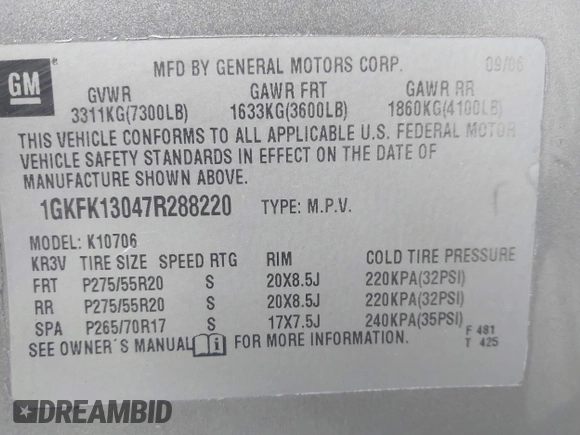 GM
MFD BY GENERAL MOTORS CORP. 09/06
GVWR GAWR FRT GAWR RR
3311KG(7300LB) 1633KG(3600LB) 1860KG(4100LB)
THIS VEHICLE CONFORMS TO ALL APPLICABLE U.S. FEDERAL MOTOR
VEHICLE SAFETY STANDARDS IN EFFECT ON THE DATE OF
MANUFACTURE SHOWN ABOVE.
1GKFK13047R288220 TYPE: M.P.V.
MODEL: K10706
KR3V TIRE SIZE SPEED RTG RIM COLD TIRE PRESSURE
FRT P275/55R20 S 20X8.5J 220KPA(32PSI)
RR P275/55R20 S 20X8.5J 220KPA(32PSI)
SPA P265/70R17 S 17X7.5J 240KPA(35PSI)
SEE OWNER´S MANUAL i FOR MORE INFORMATION. F 481
T 425
DREAMBID